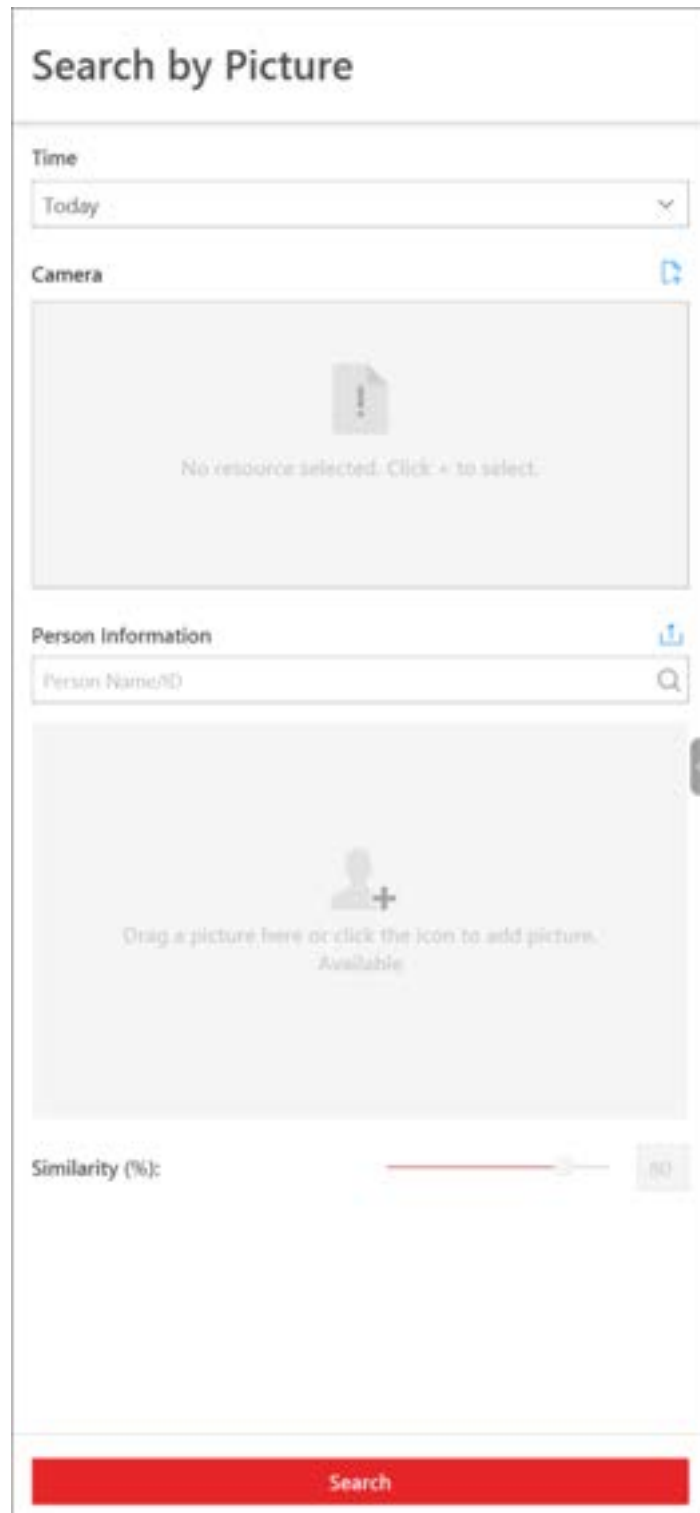 Search by Picture
Time
Today
Camera
No resource selected. Click + to select.
Person Information
Person Name/ID
Drag a picture here or click the icon to add picture.
Available
Similarity (%):
80
Search